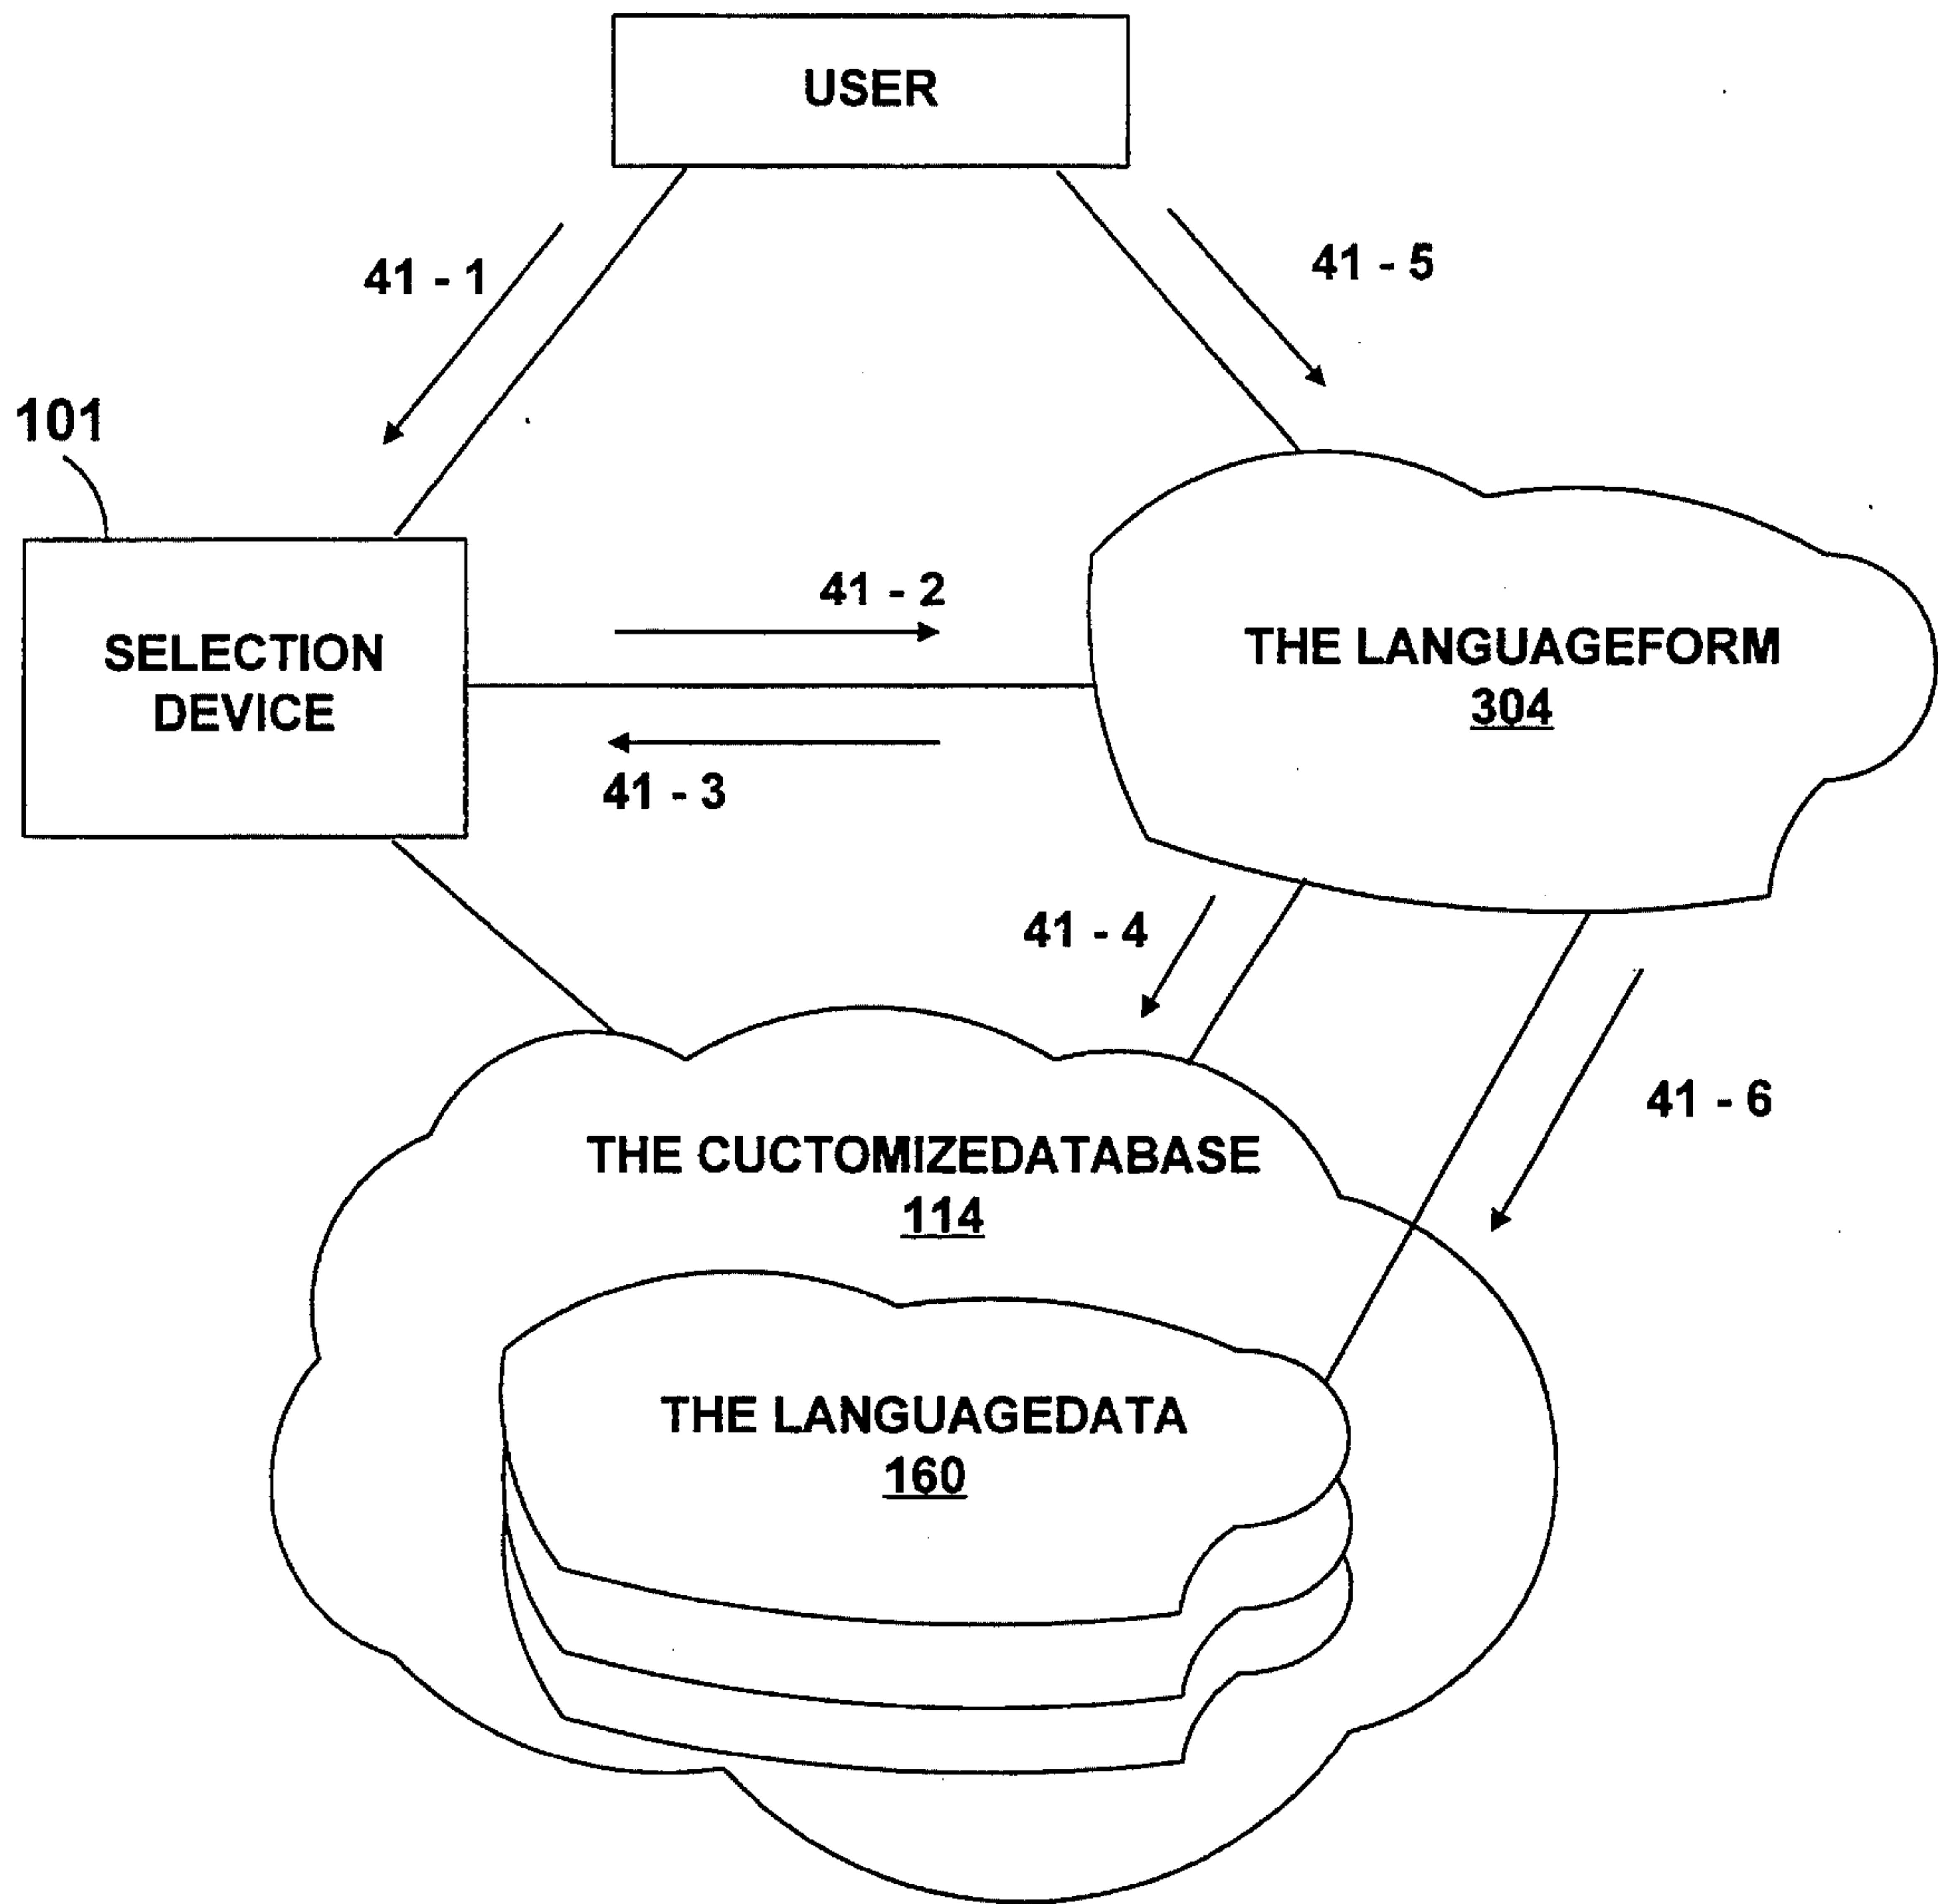 USER
41 - 1
41 - 5
101
41 - 2
SELECTION
DEVICE
THE LANGUAGEFORM
304
41 - 3
41 - 4
41 - 6
THE CUCTOMIZEDATABASE
114
THE LANGUAGEDATA
160